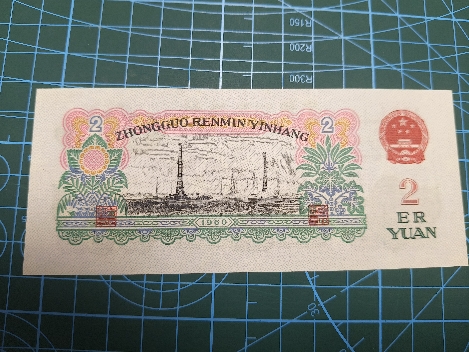 R150
R200
R300
2
ZHONGGUO RENMIN YINHANG
2
1960
2
ER
YUAN